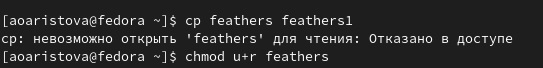 [aoaristova@fedora ~]$ cp feathers feathers1
cp: невозможно открыть 'feathers' для чтения: Отказано в доступе
[aoaristova@fedora ~]$ chmod u+r feathers